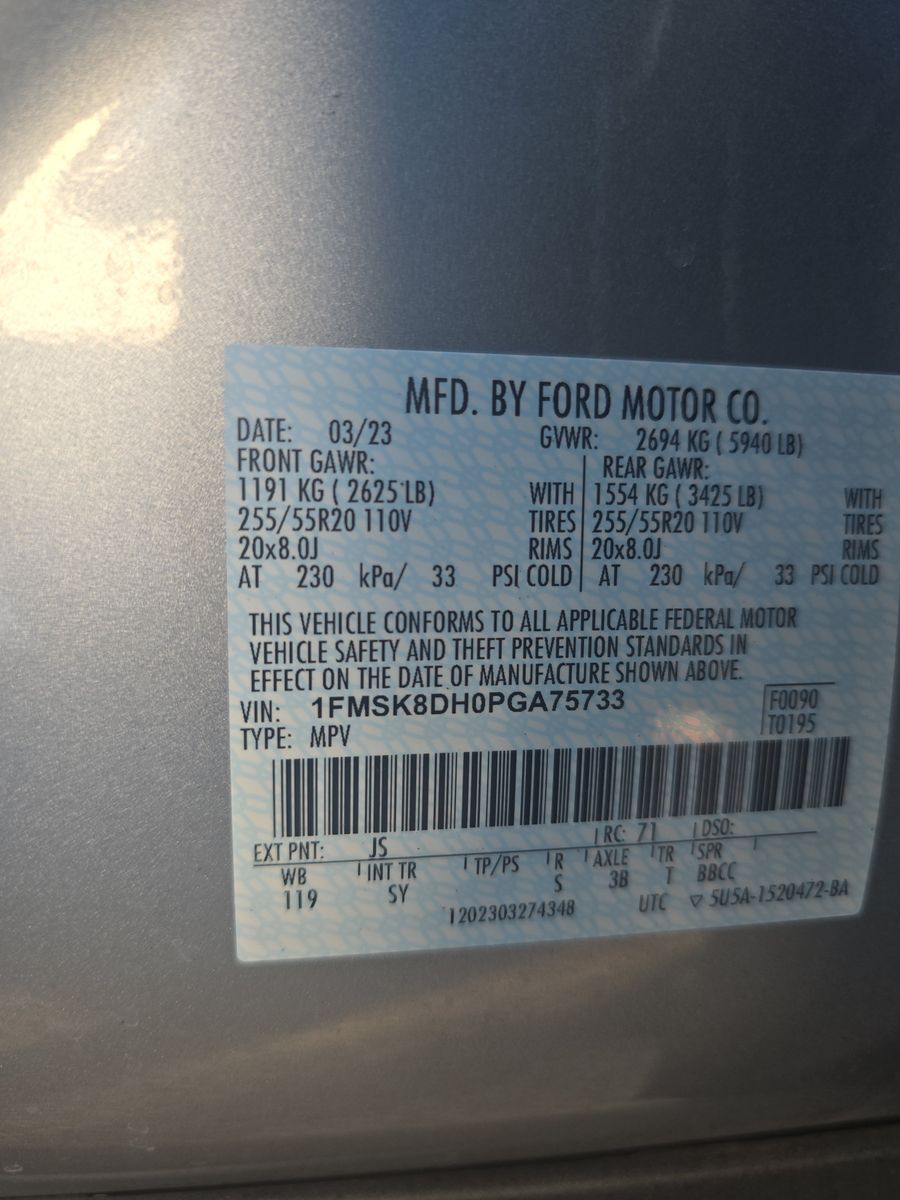 MFD. BY FORD MOTOR CO.
DATE: 03/23 GVWR: 2694 KG ( 5940 LB)
FRONT GAWR: REAR GAWR:
1191 KG ( 2625 LB) WITH 1554 KG ( 3425 LB) WITH
255/55R20 110V TIRES 255/55R20 110V TIRES
20x8.0J RIMS 20x8.0J RIMS
AT 230 kPa/ 33 PSI COLD AT 230 kPa/ 33 PSI COLD
THIS VEHICLE CONFORMS TO ALL APPLICABLE FEDERAL MOTOR
VEHICLE SAFETY AND THEFT PREVENTION STANDARDS IN
EFFECT ON THE DATE OF MANUFACTURE SHOWN ABOVE.
VIN: 1FMSK8DH0PGA75733 F0090
TYPE: MPV T0195
EXT PNT: JS RC: 71 DSO:
WB INT TR TP/PS R AXLE TR SPR
119 SY S 3B T BBCC
1202303274348 UTC ▽ 5U5A-1520472-BA